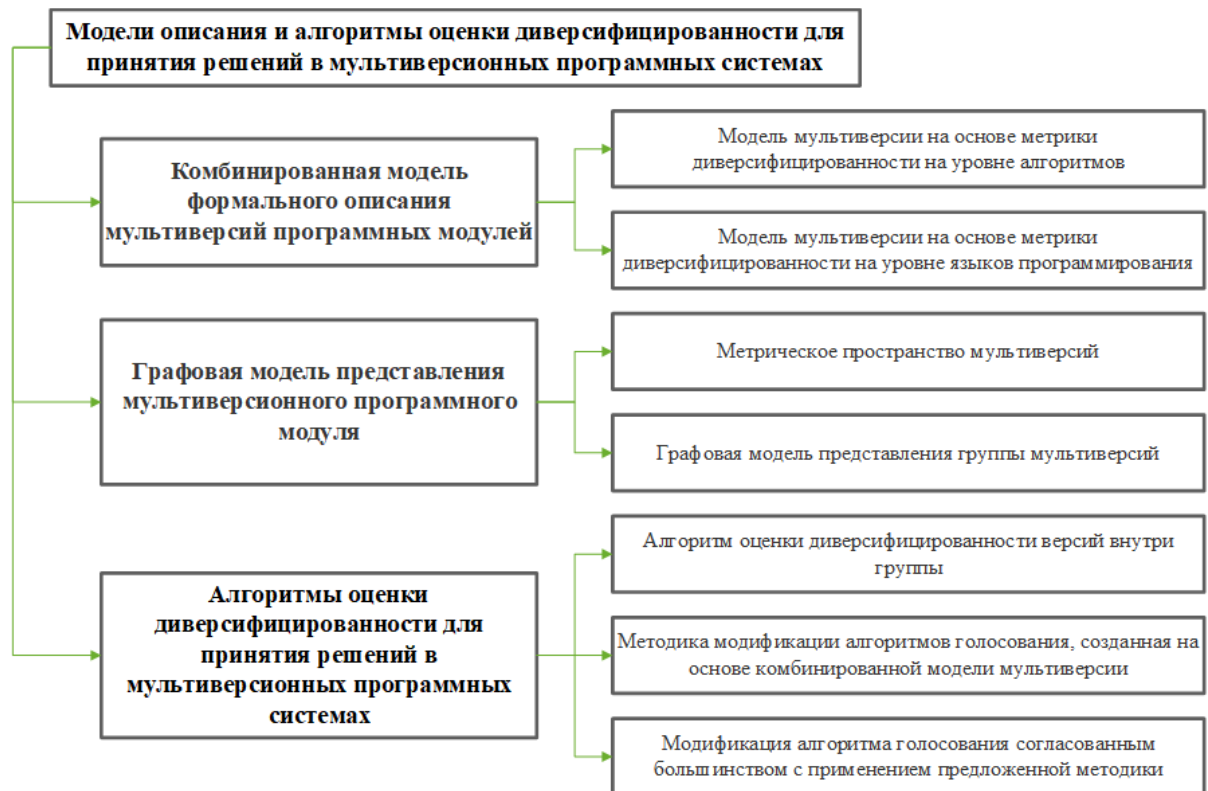 Модели описания и алгоритмы оценки диверсифицированности для
принятия решений в мультиверсионных программных системах
Комбинированная модель
формального описания
мультиверсий программных модулей
Модель мультиверсии на основе метрики
диверсифицированности на уровне алгоритмов
Модель мультиверсии на основе метрики
диверсифицированности на уровне языков программирования
Графовая модель представления
мультиверсионного программного
модуля
Метрическое пространство мультиверсий
Графовая модель представления группы мультиверсий
Алгоритмы оценки
диверсифицированности для
принятия решений в
мультиверсионных программных
системах
Алгоритм оценки диверсифицированности версий внутри
группы
Методика модификации алгоритмов голосования, созданная на
основе комбинированной модели мультиверсии
Модификация алгоритма голосования согласованным
большинством с применением предложенной методики